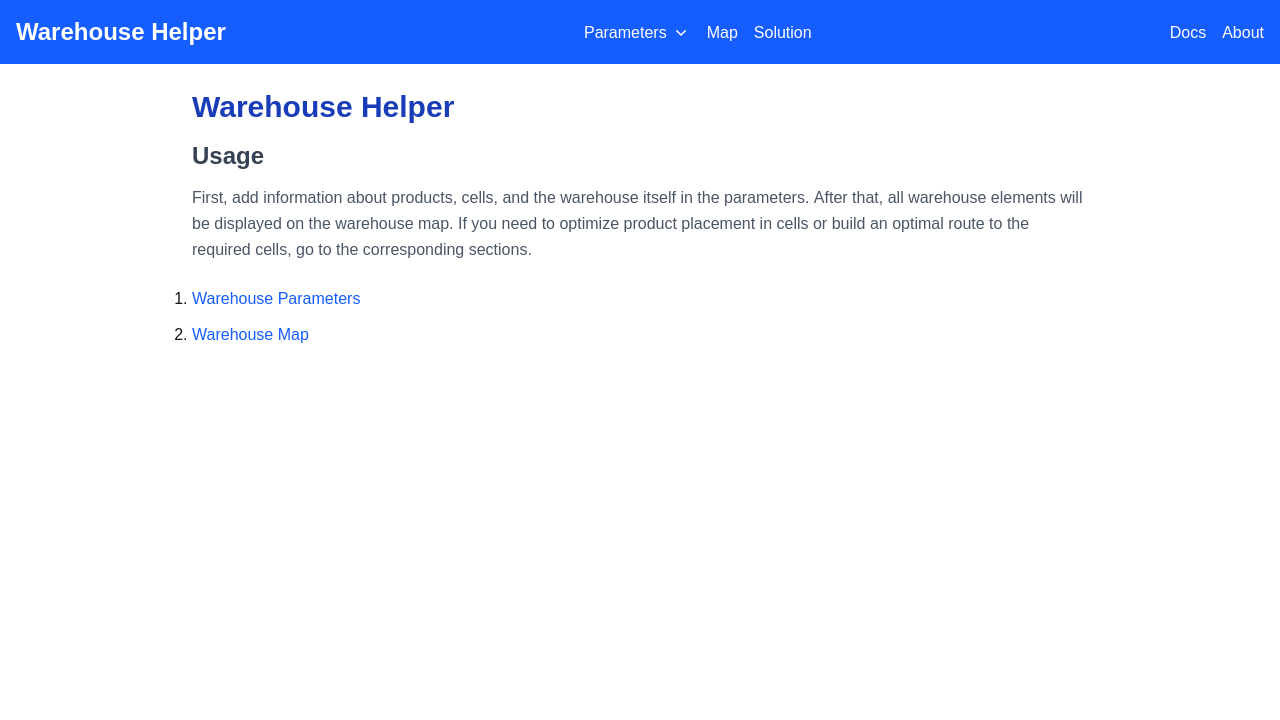 Warehouse Helper
Parameters
Map
Solution
Docs
About
Warehouse Helper
Usage
First, add information about products, cells, and the warehouse itself in the parameters. After that, all warehouse elements will
be displayed on the warehouse map. If you need to optimize product placement in cells or build an optimal route to the
required cells, go to the corresponding sections.
1. Warehouse Parameters
2. Warehouse Map